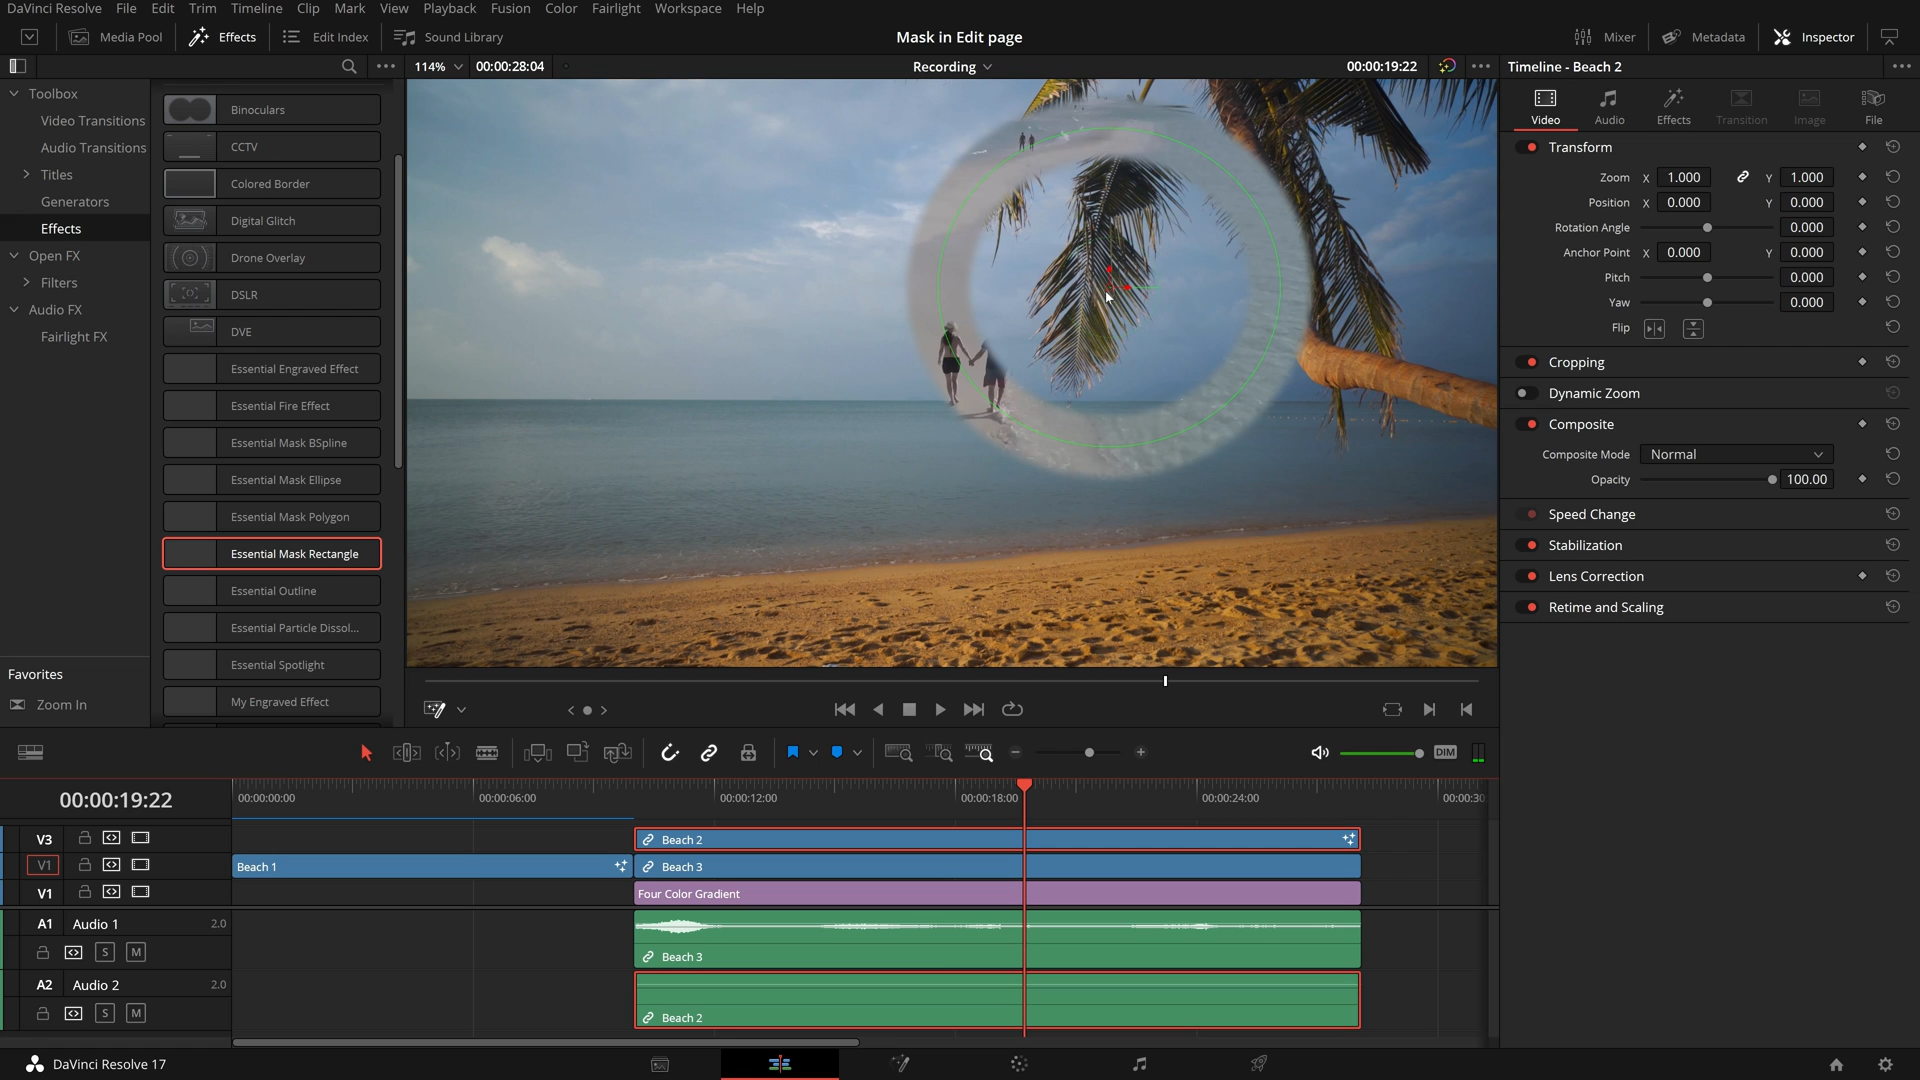 DaVinci Resolve File Edit Trim Timeline Clip Mark View Playback Fusion Color Fairlight Workspace Help
Media Pool Effects Edit Index Sound Library Mask in Edit page Mixer Metadata Inspector
114% 00:00:28:04 Recording 00:00:19:22 Timeline - Beach 2
Toolbox
Video Transitions
Audio Transitions
Titles
Generators
Effects
Open FX
Filters
Audio FX
Fairlight FX
Favorites
Zoom In
Binoculars
CCTV
Colored Border
Digital Glitch
Drone Overlay
DSLR
DVE
Essential Engraved Effect
Essential Fire Effect
Essential Mask BSpline
Essential Mask Ellipse
Essential Mask Polygon
Essential Mask Rectangle
Essential Outline
Essential Particle Dissol...
Essential Spotlight
My Engraved Effect
Video Audio Effects Transition Image File
Transform
Zoom X 1.000 Y 1.000
Position X 0.000 Y 0.000
Rotation Angle 0.000
Anchor Point X 0.000 Y 0.000
Pitch 0.000
Yaw 0.000
Flip
Cropping
Dynamic Zoom
Composite
Composite Mode Normal
Opacity 100.00
Speed Change
Stabilization
Lens Correction
Retime and Scaling
DIM
00:00:19:22 00:00:00:00 00:00:06:00 00:00:12:00 00:00:18:00 00:00:24:00 00:00:30
V3 Beach 2
V1 Beach 1 Beach 3
V1 Four Color Gradient
A1 Audio 1 2.0
S M Beach 3
A2 Audio 2 2.0
S M Beach 2
DaVinci Resolve 17